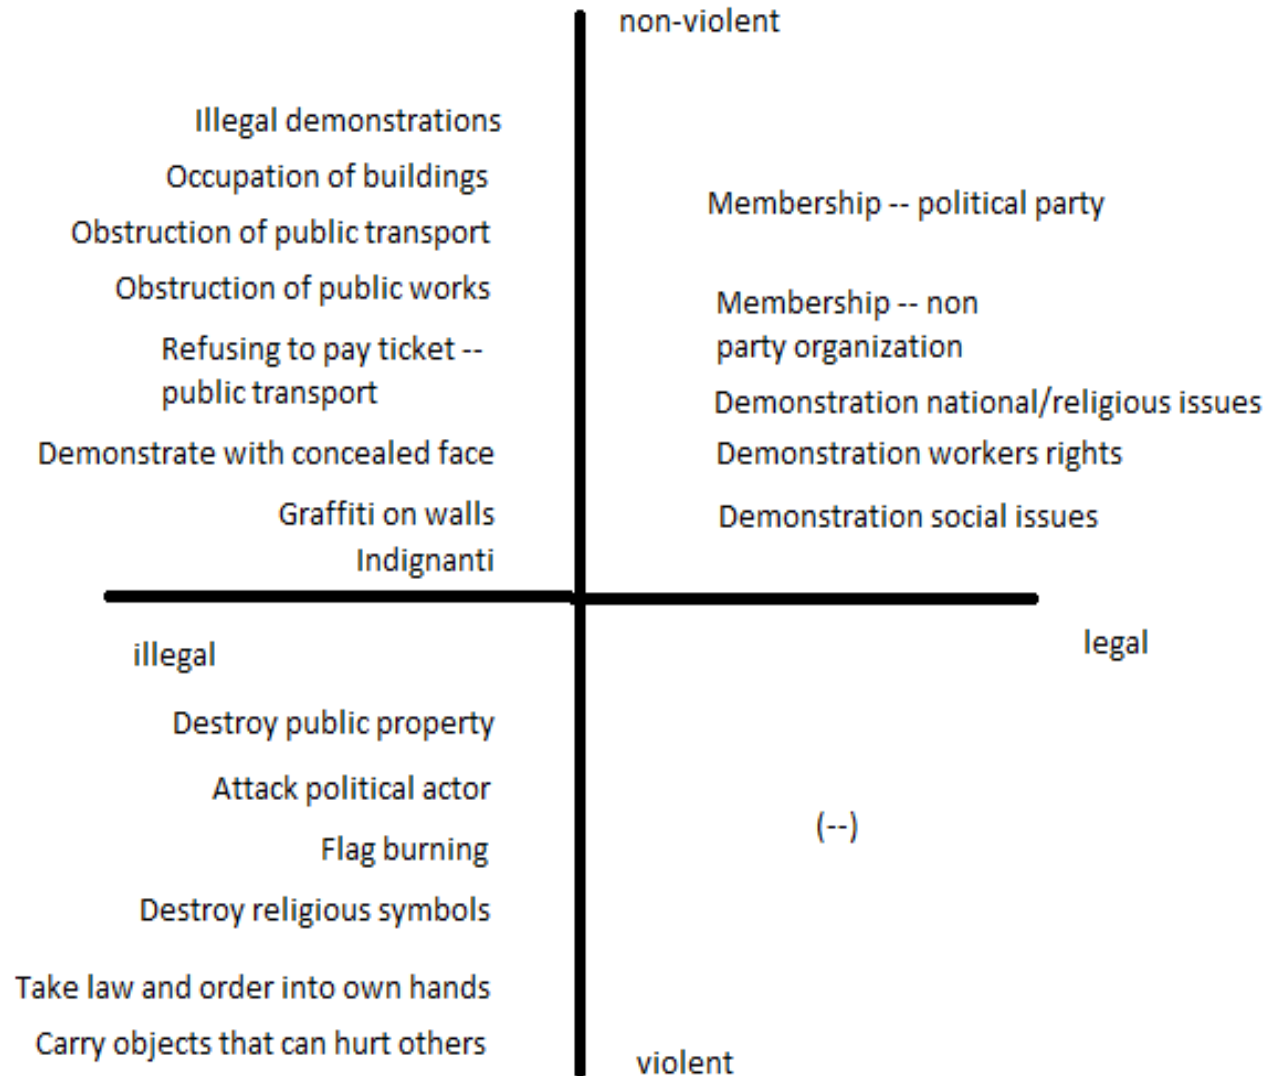 non-violent
Illegal demonstrations
Occupation of buildings
Membership -- political party
Obstruction of public transport
Obstruction of public works
Membership -- non
party organization
Refusing to pay ticket --
public transport
Demonstration national/religious issues
Demonstrate with concealed face
Demonstration workers rights
Graffiti on walls
Demonstration social issues
Indignanti
illegal
legal
Destroy public property
Attack political actor
(--)
Flag burning
Destroy religious symbols
Take law and order into own hands
Carry objects that can hurt others
violent